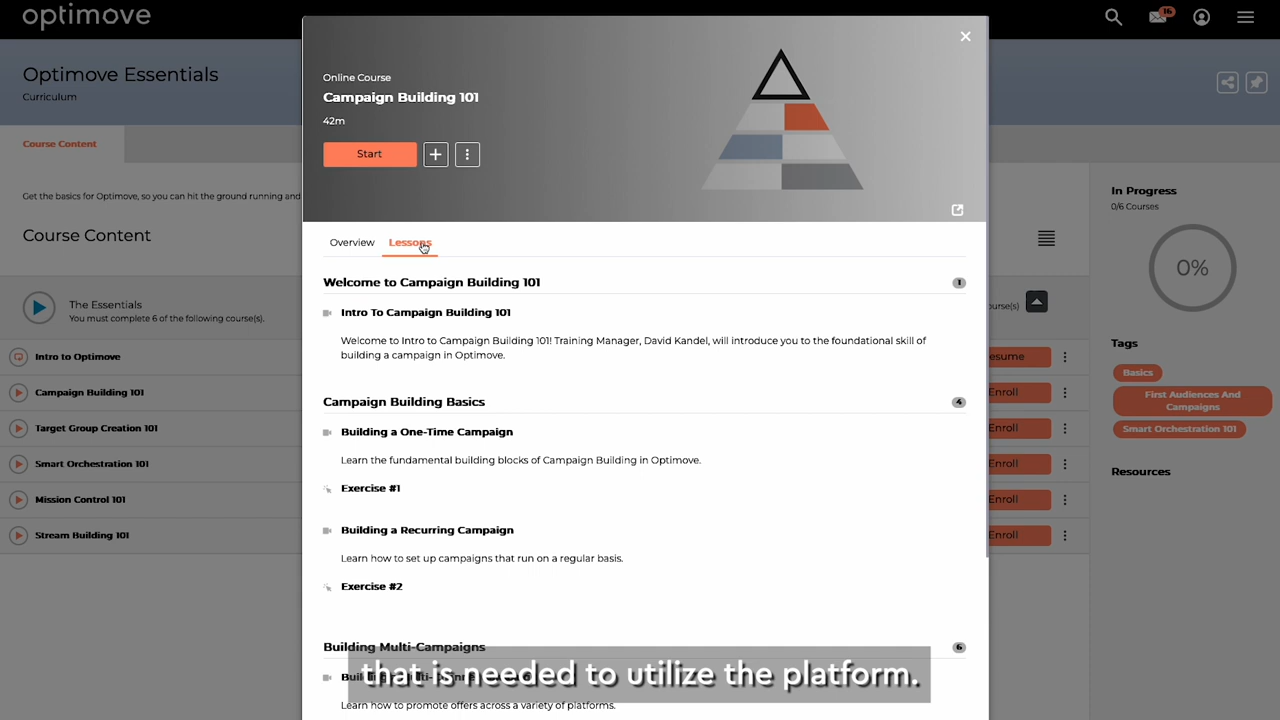 optimove
16
Optimove Essentials
Curriculum
Course Content
Get the basics for Optimove, so you can hit the ground running and
Course Content
The Essentials
You must complete 6 of the following course(s).
Intro to Optimove
Campaign Building 101
Target Group Creation 101
Smart Orchestration 101
Mission Control 101
Stream Building 101
Online Course
Campaign Building 101
42m
Start
Overview
Lessons
Welcome to Campaign Building 101
1
Intro To Campaign Building 101
Welcome to Intro to Campaign Building 101! Training Manager, David Kandel, will introduce you to the foundational skill of
building a campaign in Optimove.
Campaign Building Basics
4
Building a One-Time Campaign
Learn the fundamental building blocks of Campaign Building in Optimove.
Exercise #1
Building a Recurring Campaign
Learn how to set up campaigns that run on a regular basis.
Exercise #2
Building Multi-Campaigns
6
that is needed to utilize the platform.
Learn how to promote offers across a variety of platforms.
ourse(s)
esume
Enroll
Enroll
Enroll
Enroll
Enroll
In Progress
0/6 Courses
0%
Tags
Basics
First Audiences And
Campaigns
Smart Orchestration 101
Resources